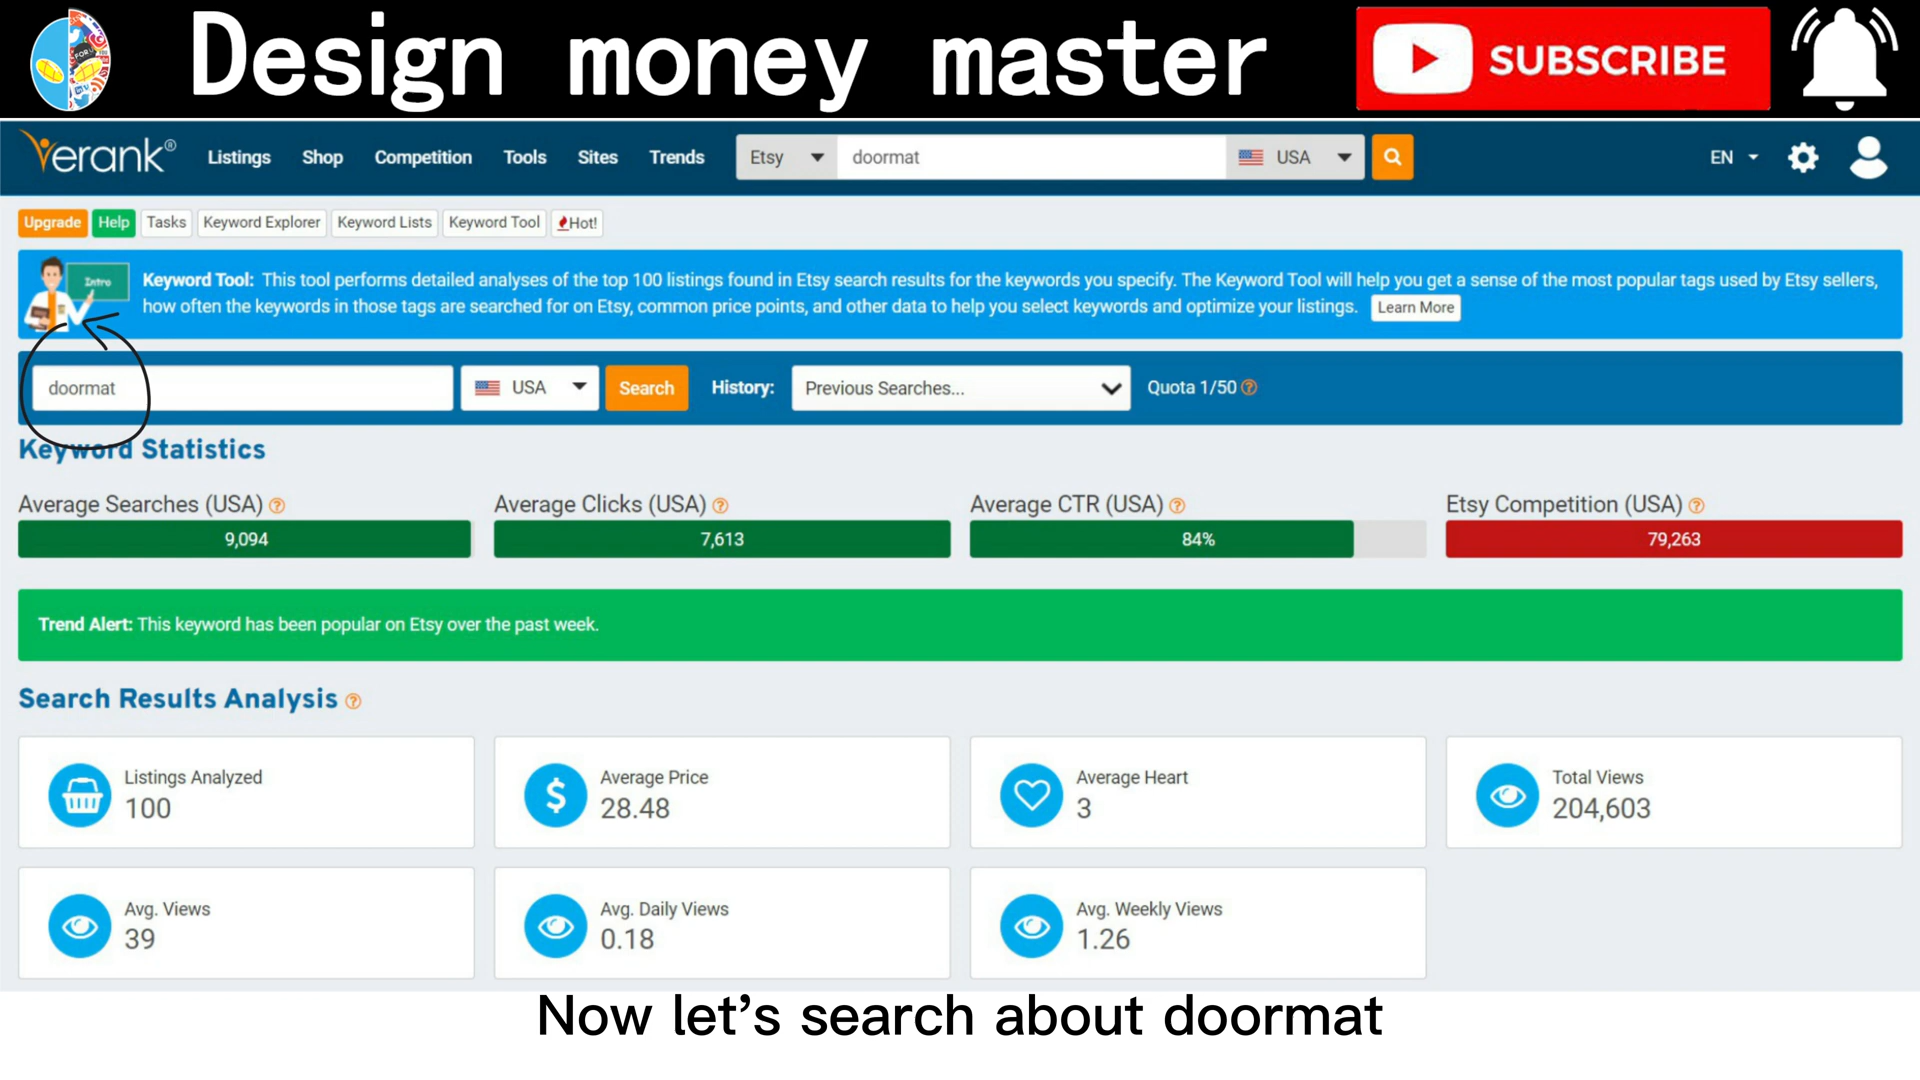 Design money master
SUBSCRIBE
erank® Listings Shop Competition Tools Sites Trends Etsy doormat USA EN
Upgrade Help Tasks Keyword Explorer Keyword Lists Keyword Tool Hot!
Intro
Keyword Tool: This tool performs detailed analyses of the top 100 listings found in Etsy search results for the keywords you specify. The Keyword Tool will help you get a sense of the most popular tags used by Etsy sellers,
how often the keywords in those tags are searched for on Etsy, common price points, and other data to help you select keywords and optimize your listings. Learn More
doormat USA Search History: Previous Searches... Quota 1/50
Keyword Statistics
Average Searches (USA) Average Clicks (USA) Average CTR (USA) Etsy Competition (USA)
9,094 7,613 84% 79,263
Trend Alert: This keyword has been popular on Etsy over the past week.
Search Results Analysis
Listings Analyzed Average Price Average Heart Total Views
100 28.48 3 204,603
Avg. Views Avg. Daily Views Avg. Weekly Views
39 0.18 1.26
Now let's search about doormat